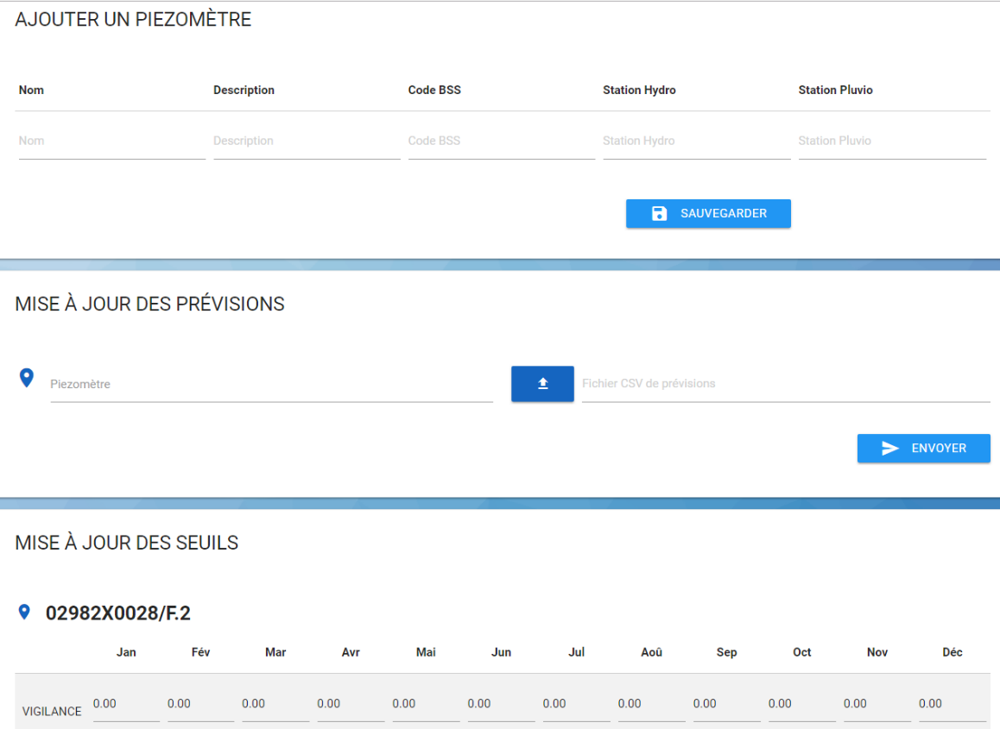 AJOUTER UN PIEZOMÈTRE
Nom Description Code BSS Station Hydro Station Pluvio
Nom Description Code BSS Station Hydro Station Pluvio
SAUVEGARDER
MISE À JOUR DES PRÉVISIONS
Piezomètre Fichier CSV de prévisions
ENVOYER
MISE À JOUR DES SEUILS
02982X0028/F.2
Jan Fév Mar Avr Mai Jun Jul Aoû Sep Oct Nov Déc
VIGILANCE 0.00 0.00 0.00 0.00 0.00 0.00 0.00 0.00 0.00 0.00 0.00 0.00